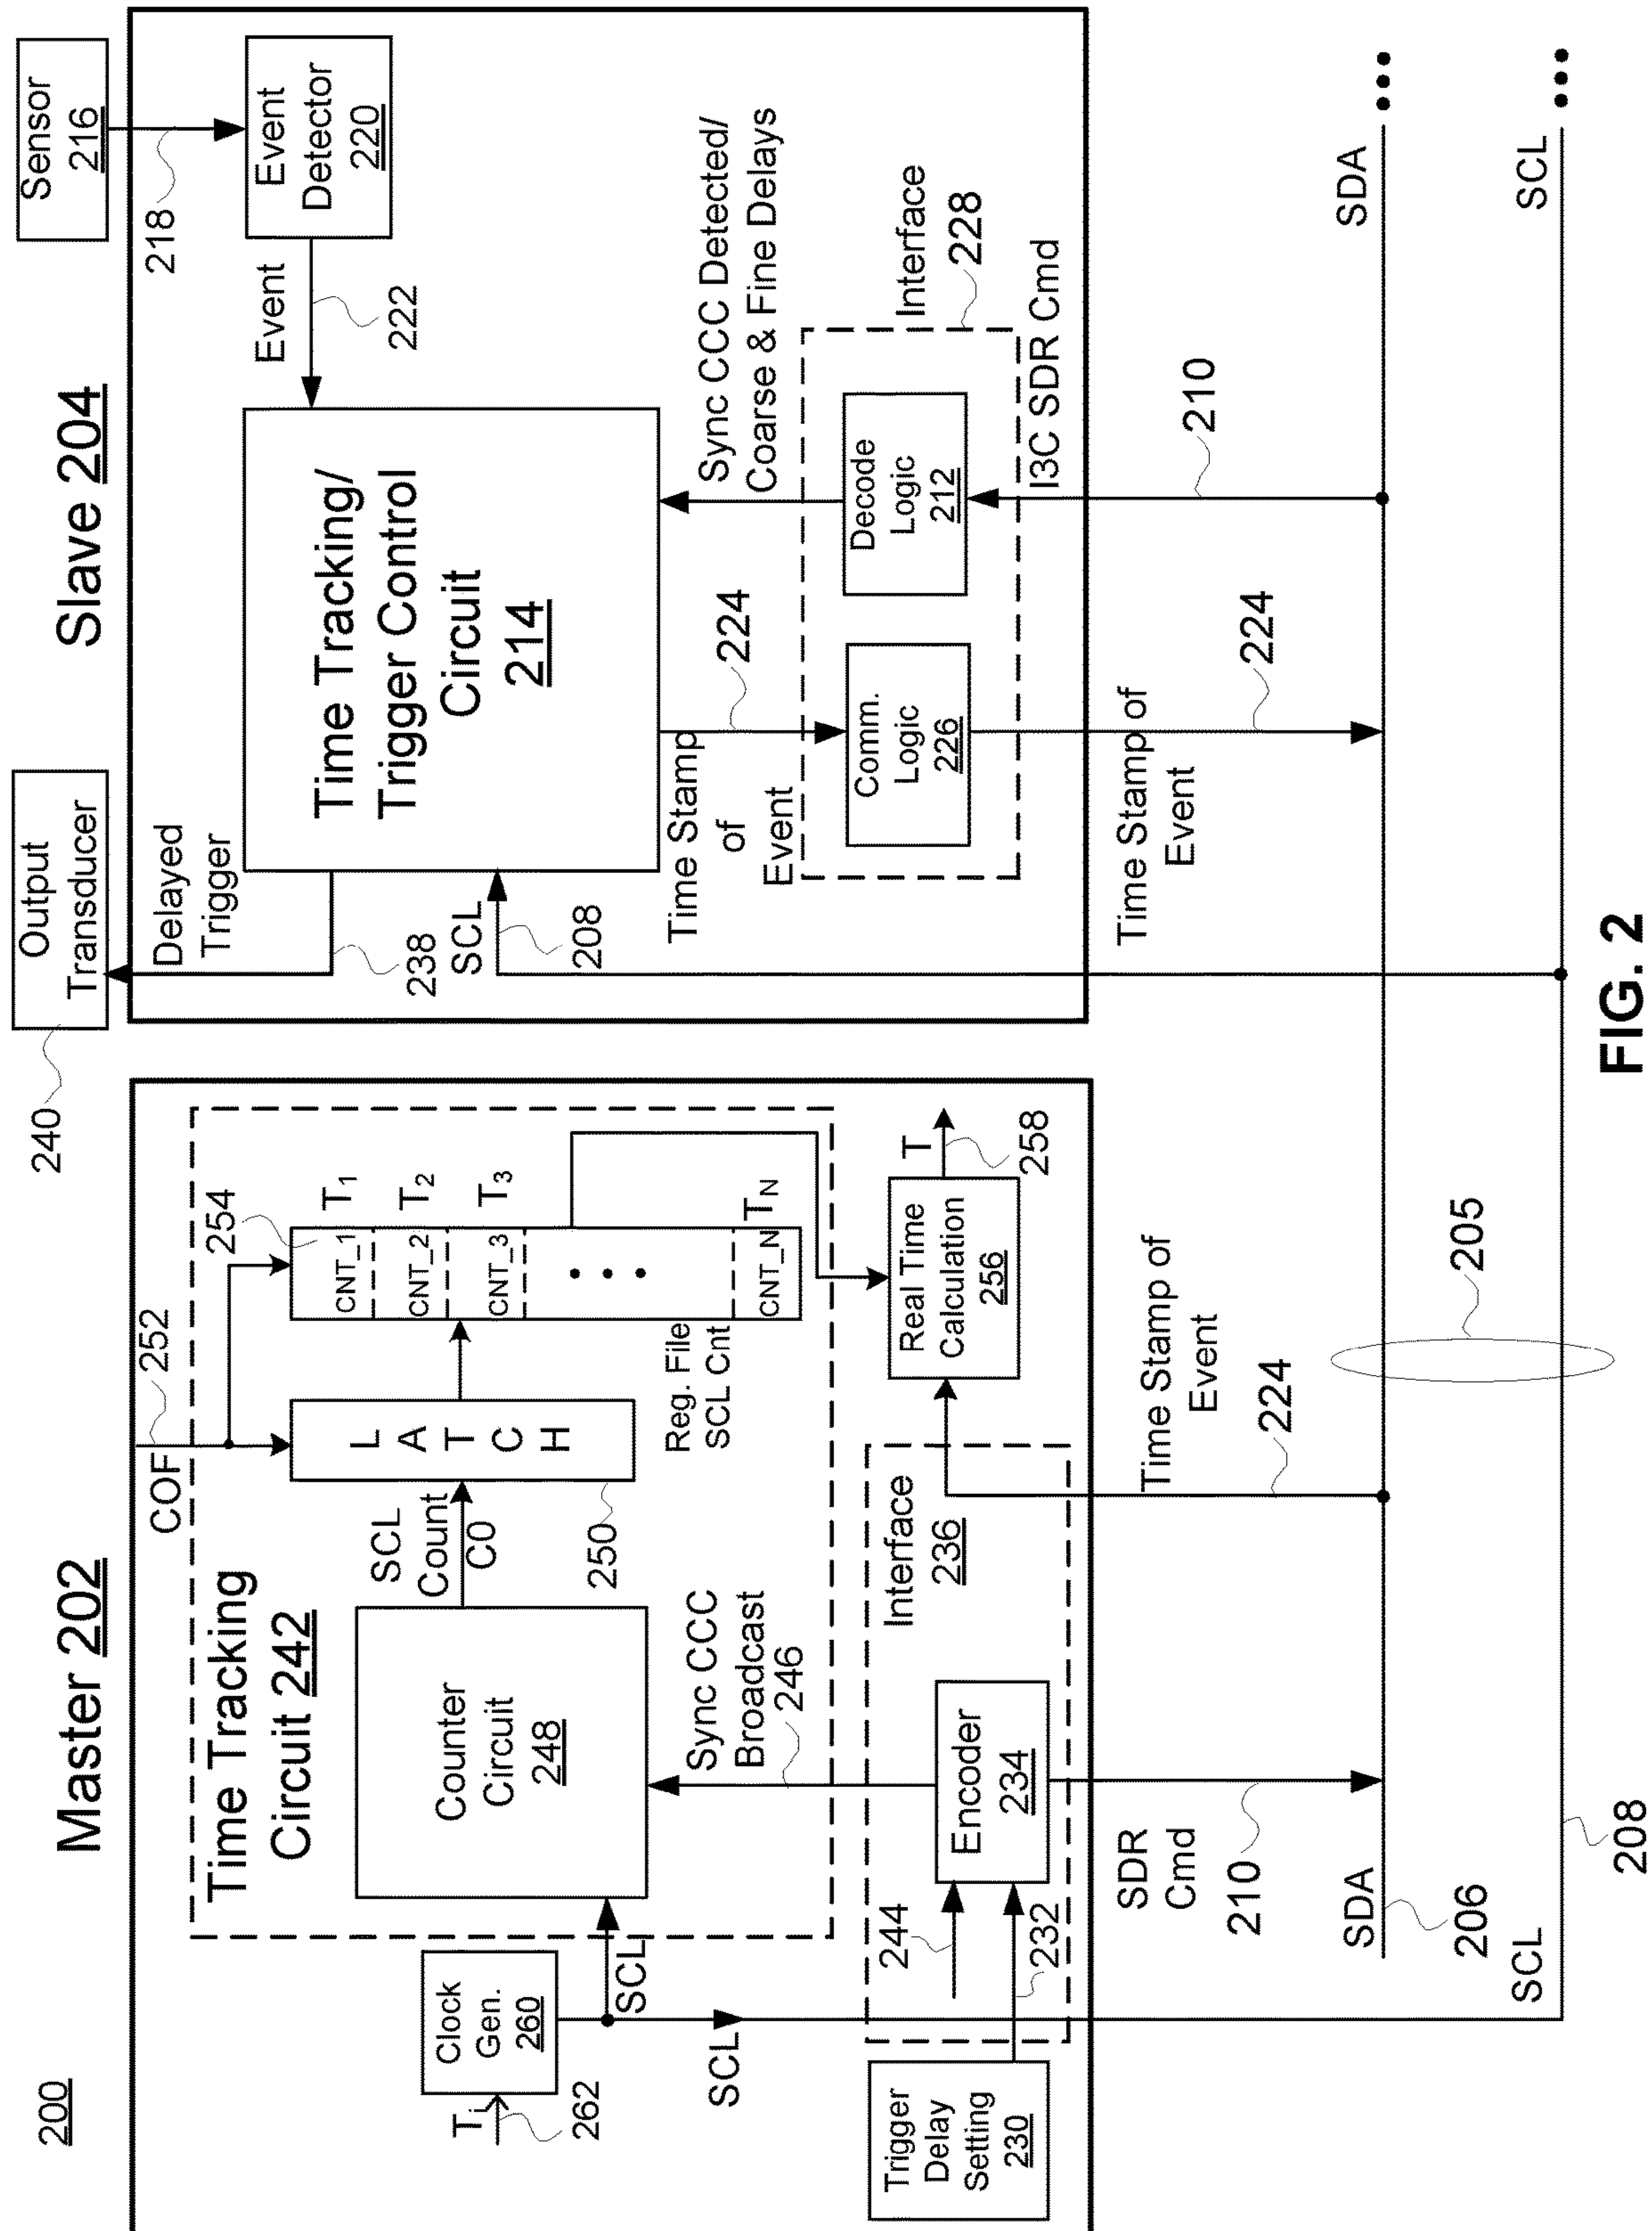 200
Master 202
Slave 204
COF
252
254
Time Tracking
Circuit 242
Clock
Gen.
260
Ti
262
SCL
SCL
Counter
Circuit
248
SCL
Count
C0
L
A
T
C
H
250
CNT_1
CNT_2
CNT_3
CNT_N
T1
T2
T3
TN
Reg. File
SCL Cnt
Sync CCC
Broadcast
246
Trigger
Delay
Setting
230
244
232
Encoder
234
Interface
236
Real Time
Calculation
256
T
258
SDR
Cmd
210
Time Stamp of
Event
224
240
Output
Transducer
Sensor
216
218
Delayed
Trigger
238
Event
Detector
220
Event
222
Time Tracking/
Trigger Control
Circuit
214
SCL
208
Time Stamp
of
Event
224
Sync CCC Detected/
Coarse & Fine Delays
Comm.
Logic
226
Decode
Logic
212
Interface
228
I3C SDR Cmd
210
Time Stamp of
Event
224
SDA
206
SDA
205
SCL
208
SCL
FIG. 2